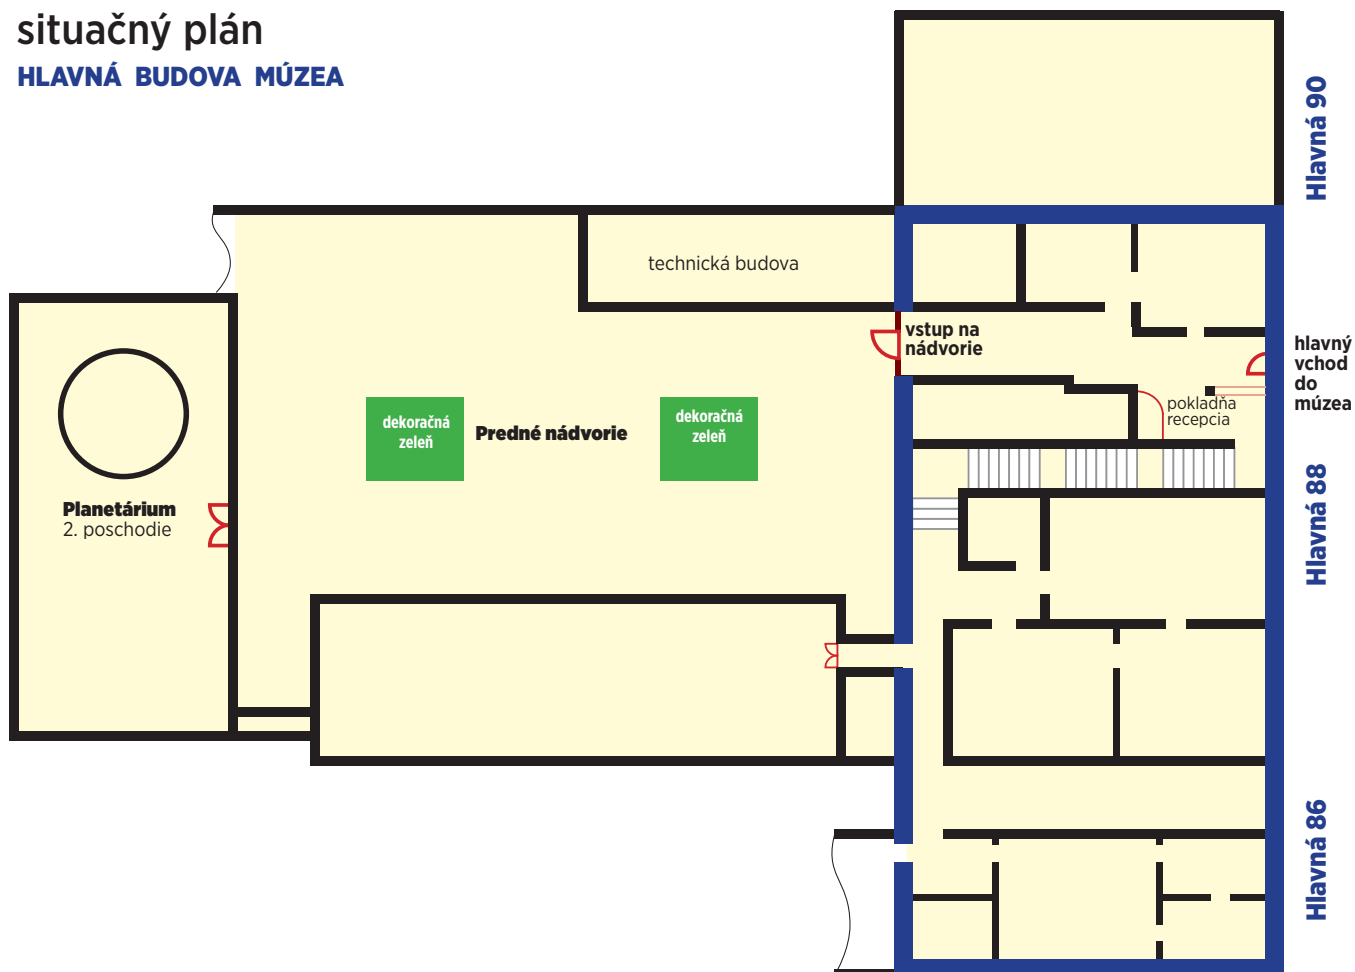 situačný plán
HLAVNÁ BUDOVA MÚZEA
Hlavná 90
technická budova
vstup na
nádvorie
hlavný
vchod
do
múzea
pokladňa
recepcia
dekoračná
zeleň
Predné nádvorie
dekoračná
zeleň
Planetárium
2. poschodie
Hlavná 88
Hlavná 86